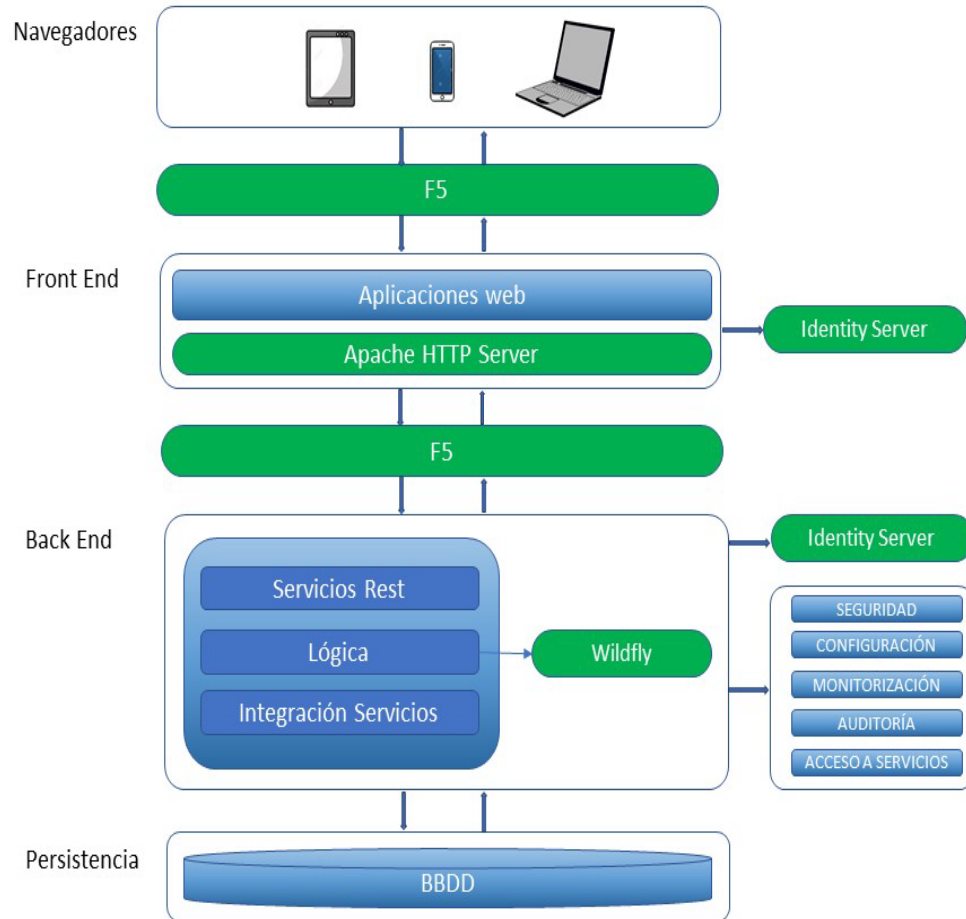 Navegadores
F5
Front End
Aplicaciones web
Apache HTTP Server
Identity Server
F5
Back End
Servicios Rest
Lógica
Integración Servicios
Wildfly
Identity Server
SEGURIDAD
CONFIGURACIÓN
MONITORIZACIÓN
AUDITORÍA
ACCESO A SERVICIOS
Persistencia
BBDD